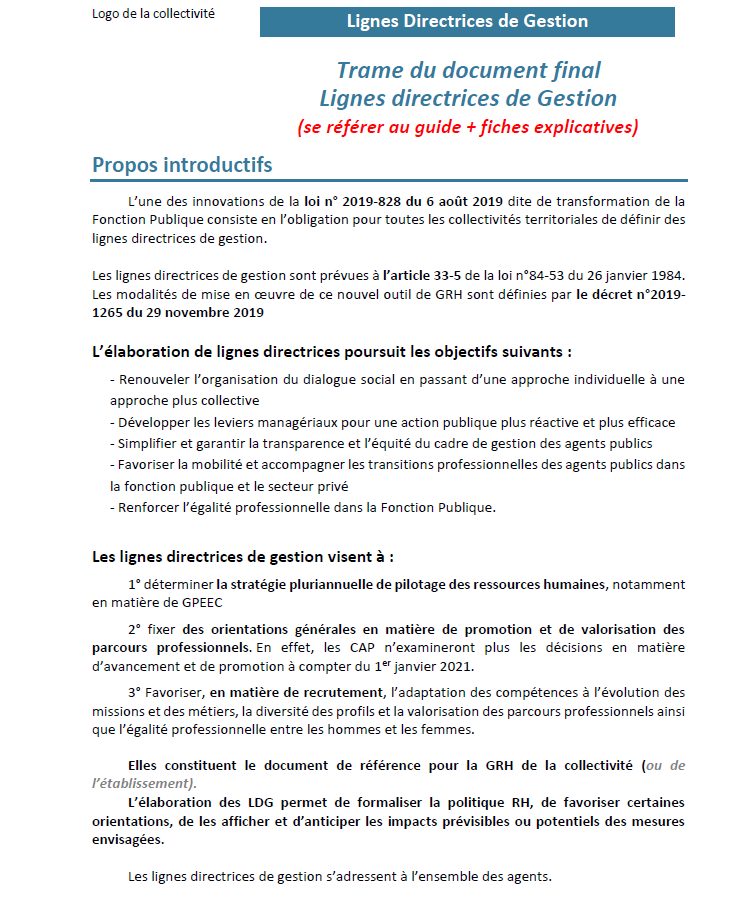 Logo de la collectivité
Lignes Directrices de Gestion
Trame du document final
Lignes directrices de Gestion
(se référer au guide + fiches explicatives)
Propos introductifs
L’une des innovations de la loi n° 2019-828 du 6 août 2019 dite de transformation de la
Fonction Publique consiste en l’obligation pour toutes les collectivités territoriales de définir des
lignes directrices de gestion.
Les lignes directrices de gestion sont prévues à l’article 33-5 de la loi n°84-53 du 26 janvier 1984.
Les modalités de mise en œuvre de ce nouvel outil de GRH sont définies par le décret n°2019-
1265 du 29 novembre 2019
L’élaboration de lignes directrices poursuit les objectifs suivants :
- Renouveler l’organisation du dialogue social en passant d’une approche individuelle à une
approche plus collective
- Développer les leviers managériaux pour une action publique plus réactive et plus efficace
- Simplifier et garantir la transparence et l’équité du cadre de gestion des agents publics
- Favoriser la mobilité et accompagner les transitions professionnelles des agents publics dans
la fonction publique et le secteur privé
- Renforcer l’égalité professionnelle dans la Fonction Publique.
Les lignes directrices de gestion visent à :
1° déterminer la stratégie pluriannuelle de pilotage des ressources humaines, notamment
en matière de GPEEC
2° fixer des orientations générales en matière de promotion et de valorisation des
parcours professionnels. En effet, les CAP n’examineront plus les décisions en matière
d’avancement et de promotion à compter du 1er janvier 2021.
3° Favoriser, en matière de recrutement, l’adaptation des compétences à l’évolution des
missions et des métiers, la diversité des profils et la valorisation des parcours professionnels ainsi
que l’égalité professionnelle entre les hommes et les femmes.
Elles constituent le document de référence pour la GRH de la collectivité (ou de
l’établissement).
L’élaboration des LDG permet de formaliser la politique RH, de favoriser certaines
orientations, de les afficher et d’anticiper les impacts prévisibles ou potentiels des mesures
envisagées.
Les lignes directrices de gestion s’adressent à l’ensemble des agents.